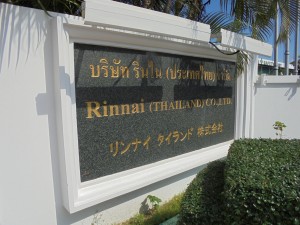 บริษัท รินไน (ประเทศไทย) จำกัด
Rinnai (THAILAND) CO.,LTD.
リンナイ タイランド 株式会社